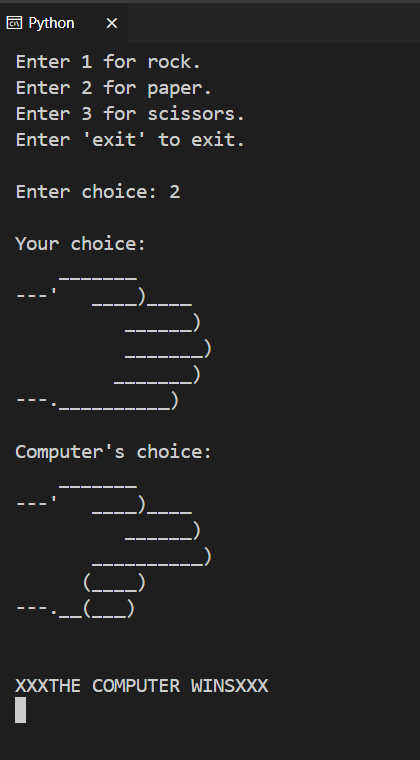 Python
Enter 1 for rock.
Enter 2 for paper.
Enter 3 for scissors.
Enter 'exit' to exit.
Enter choice: 2
Your choice:
    _______
---'   ____)____
          ______)
          _______)
         _______)
---.__________)
Computer's choice:
    _______
---'   ____)____
          ______)
       __________)
      (____)
---.__(___)
XXXTHE COMPUTER WINSXXX